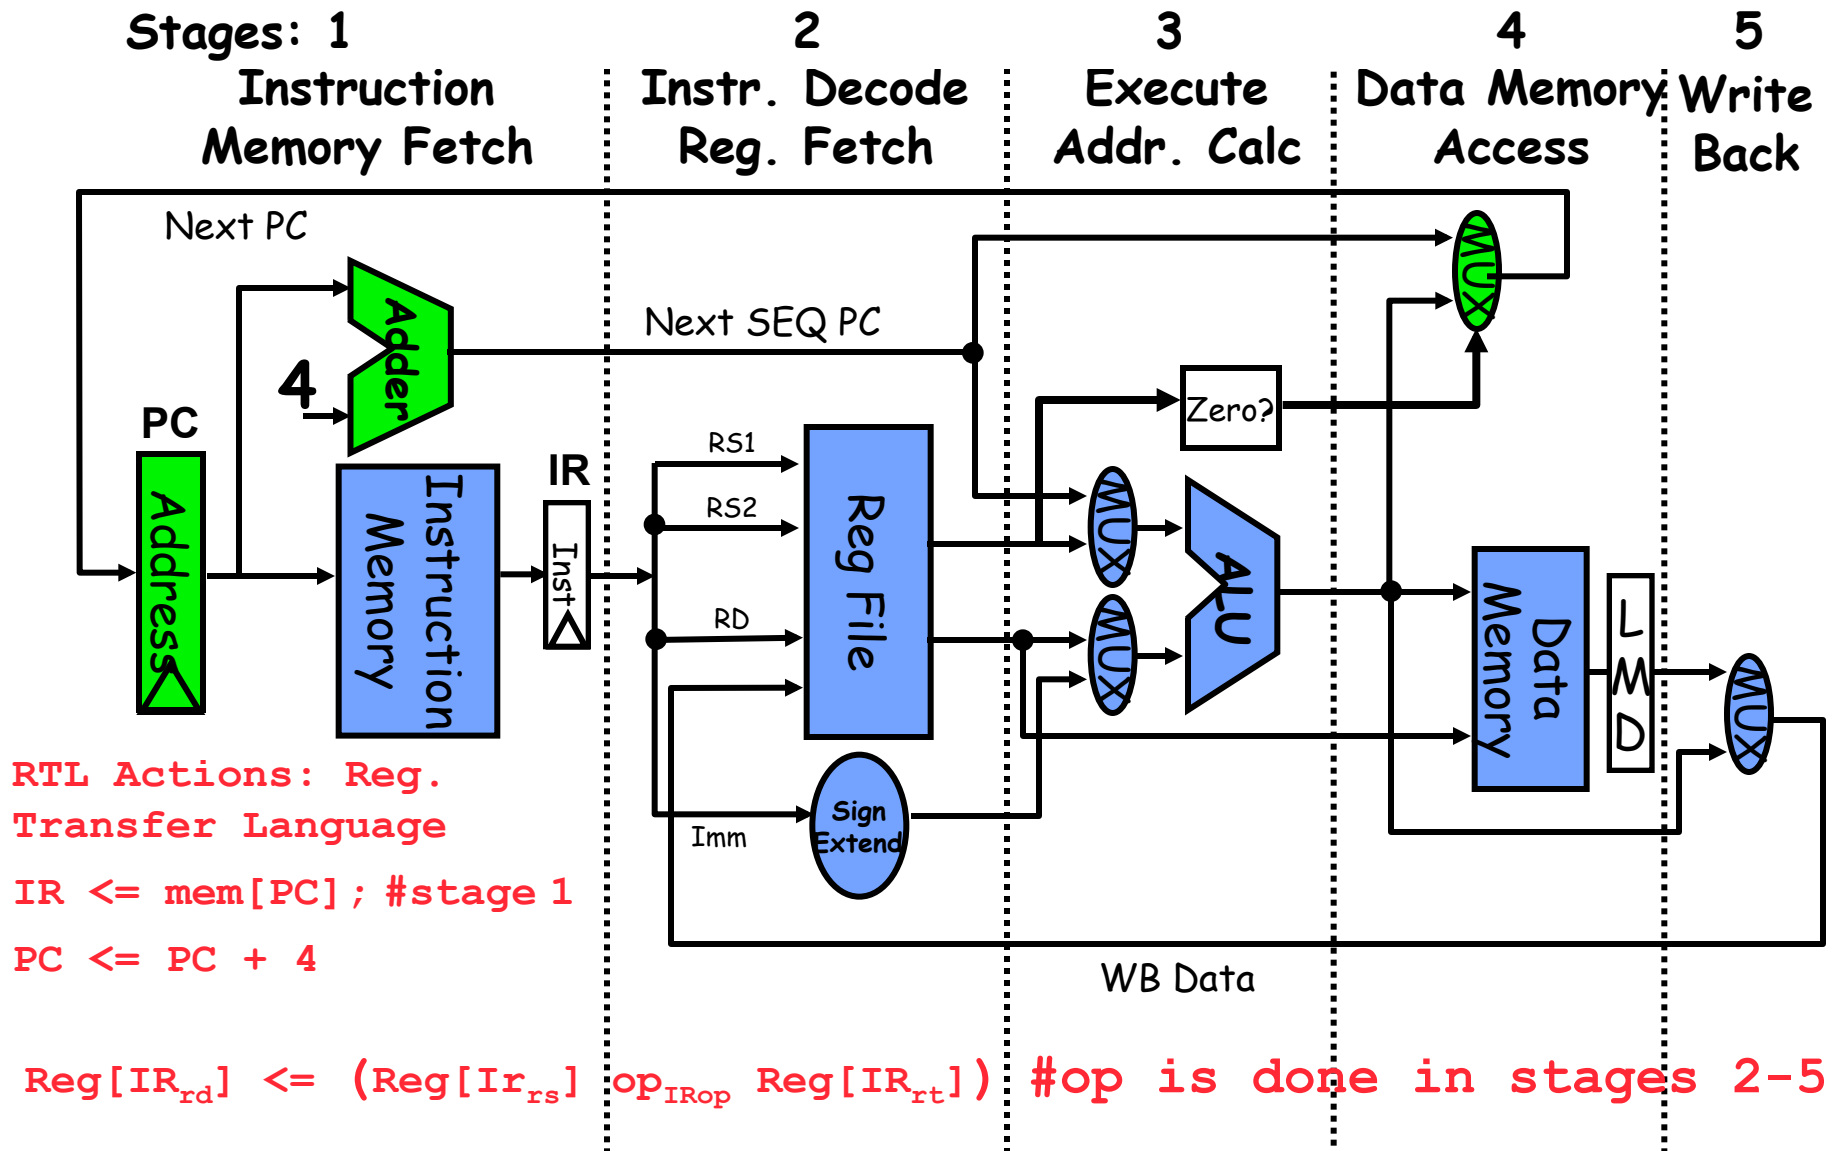 Stages: 1 2 3 4 5
Instruction
Memory Fetch
Instr. Decode
Reg. Fetch
Execute
Addr. Calc
Data Memory
Access
Write
Back
Next PC
MUX
Adder
4
Next SEQ PC
Zero?
PC
Address
Instruction
Memory
IR
Inst
RS1
RS2
RD
Reg File
MUX
MUX
ALU
Data
Memory
LMD
MUX
Imm
Sign
Extend
WB Data
RTL Actions: Reg.
Transfer Language
IR <= mem[PC]; #stage 1
PC <= PC + 4
Reg[IRrd] <= (Reg[Irrs] opIRop Reg[IRrt]) #op is done in stages 2-5